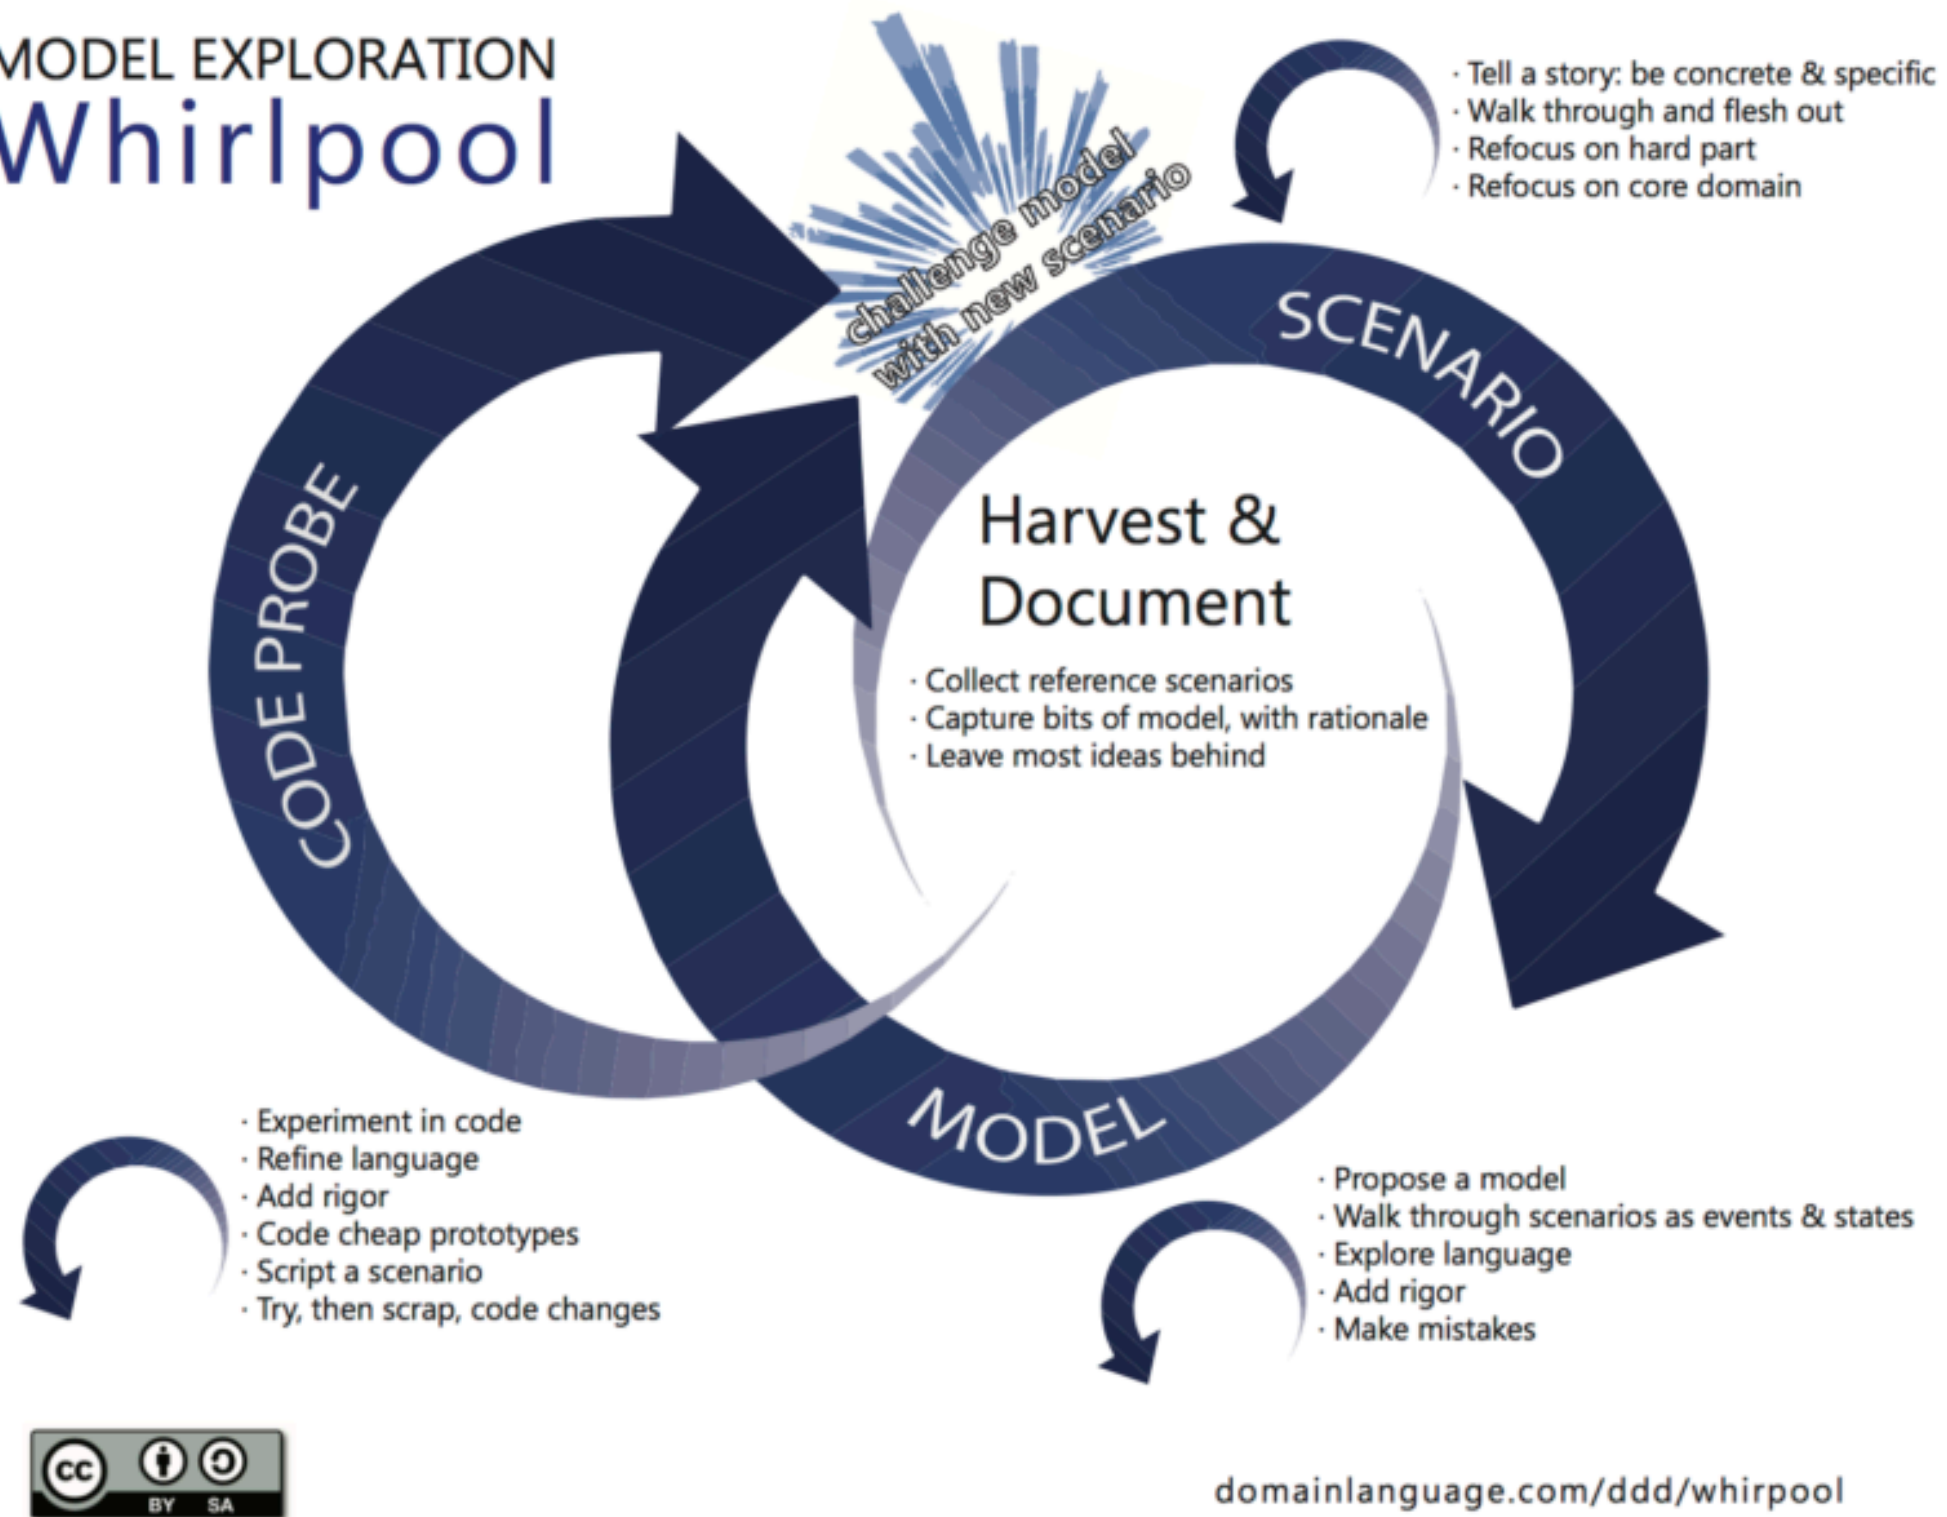 MODEL EXPLORATION
Whirlpool
challenge model
with new scenario
· Tell a story: be concrete & specific
· Walk through and flesh out
· Refocus on hard part
· Refocus on core domain
SCENARIO
Harvest &
Document
· Collect reference scenarios
· Capture bits of model, with rationale
· Leave most ideas behind
CODE PROBE
MODEL
· Experiment in code
· Refine language
· Add rigor
· Code cheap prototypes
· Script a scenario
· Try, then scrap, code changes
· Propose a model
· Walk through scenarios as events & states
· Explore language
· Add rigor
· Make mistakes
cc
BY SA
domainlanguage.com/ddd/whirpool